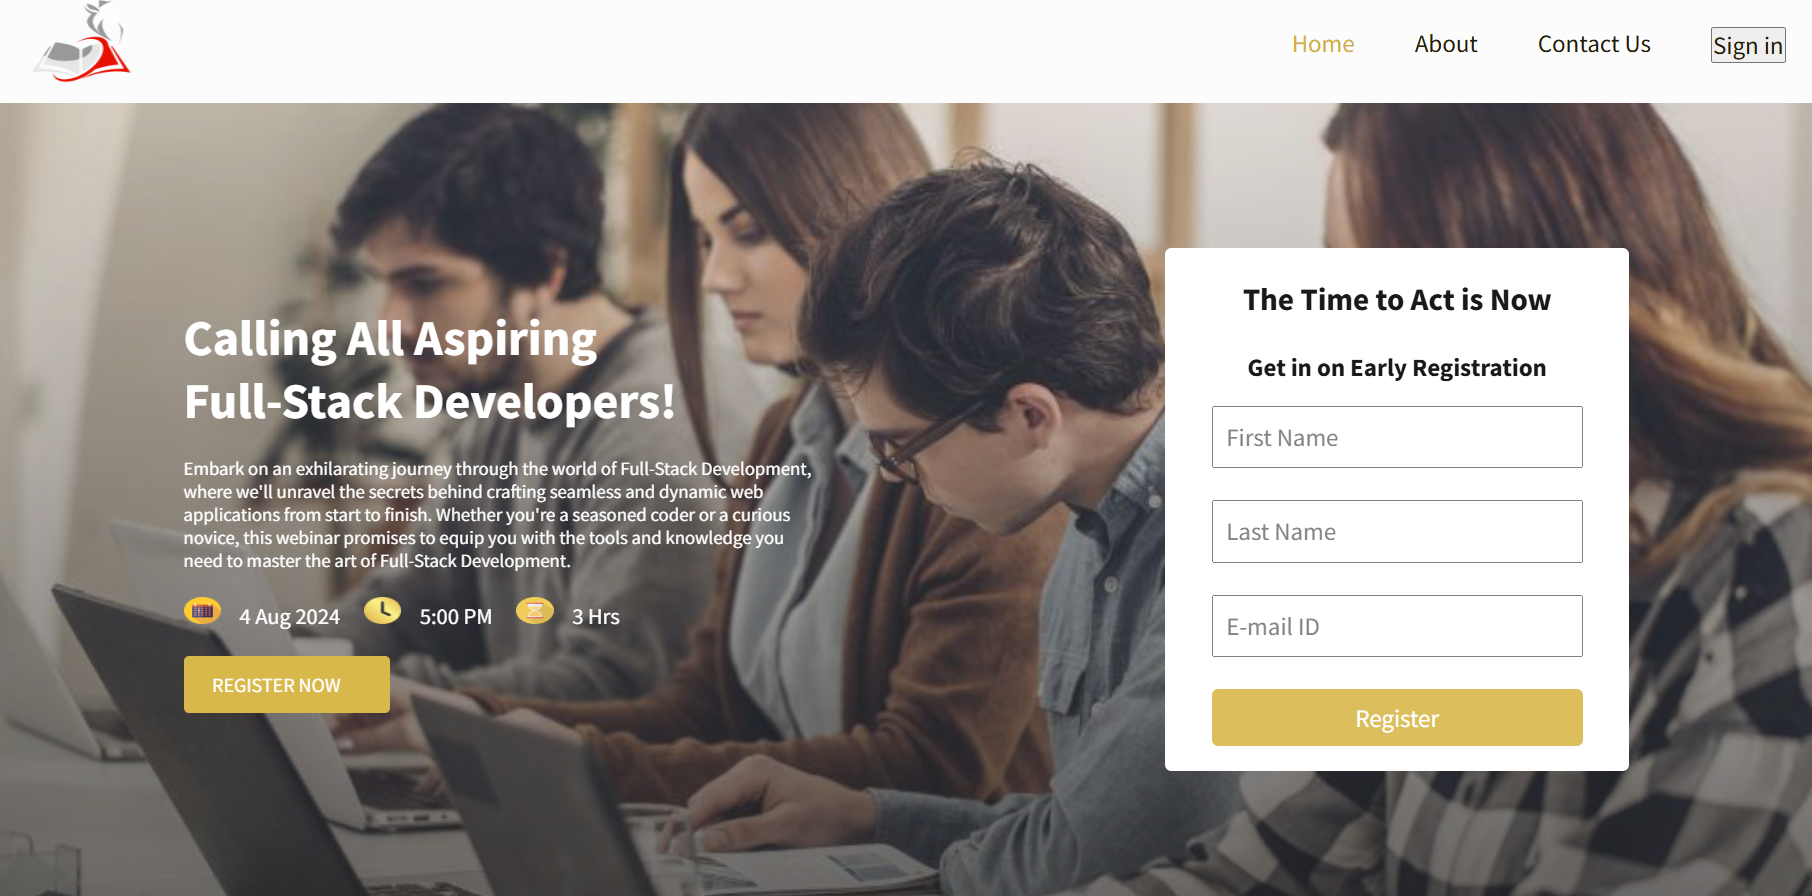 Home
About
Contact Us
Sign in
Calling All Aspiring
Full-Stack Developers!
Embark on an exhilarating journey through the world of Full-Stack Development,
where we'll unravel the secrets behind crafting seamless and dynamic web
applications from start to finish. Whether you're a seasoned coder or a curious
novice, this webinar promises to equip you with the tools and knowledge you
need to master the art of Full-Stack Development.
4 Aug 2024
5:00 PM
3 Hrs
REGISTER NOW
The Time to Act is Now
Get in on Early Registration
First Name
Last Name
E-mail ID
Register